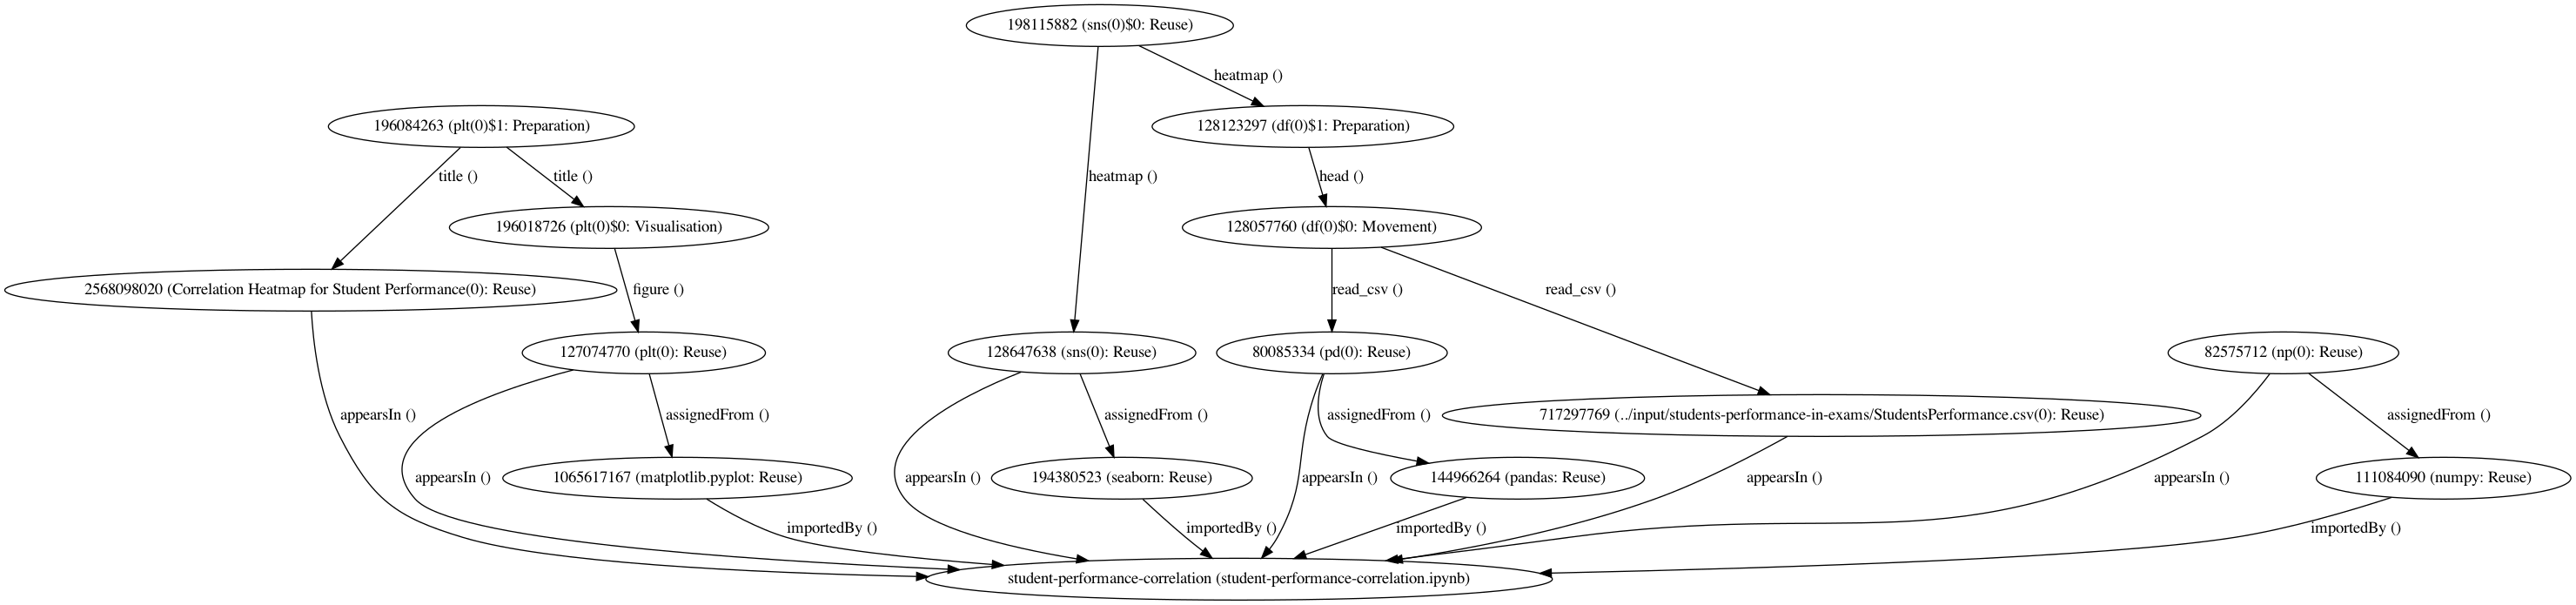 198115882 (sns(0)$0: Reuse)
heatmap ()
196084263 (plt(0)$1: Preparation)
128123297 (df(0)$1: Preparation)
title ()
title ()
heatmap ()
head ()
196018726 (plt(0)$0: Visualisation)
128057760 (df(0)$0: Movement)
2568098020 (Correlation Heatmap for Student Performance(0): Reuse)
figure ()
read_csv ()
read_csv ()
127074770 (plt(0): Reuse)
128647638 (sns(0): Reuse)
80085334 (pd(0): Reuse)
82575712 (np(0): Reuse)
appearsIn ()
assignedFrom ()
assignedFrom ()
assignedFrom ()
717297769 (../input/students-performance-in-exams/StudentsPerformance.csv(0): Reuse)
assignedFrom ()
appearsIn ()
1065617167 (matplotlib.pyplot: Reuse)
appearsIn ()
194380523 (seaborn: Reuse)
appearsIn ()
144966264 (pandas: Reuse)
appearsIn ()
appearsIn ()
111084090 (numpy: Reuse)
importedBy ()
importedBy ()
importedBy ()
importedBy ()
student-performance-correlation (student-performance-correlation.ipynb)